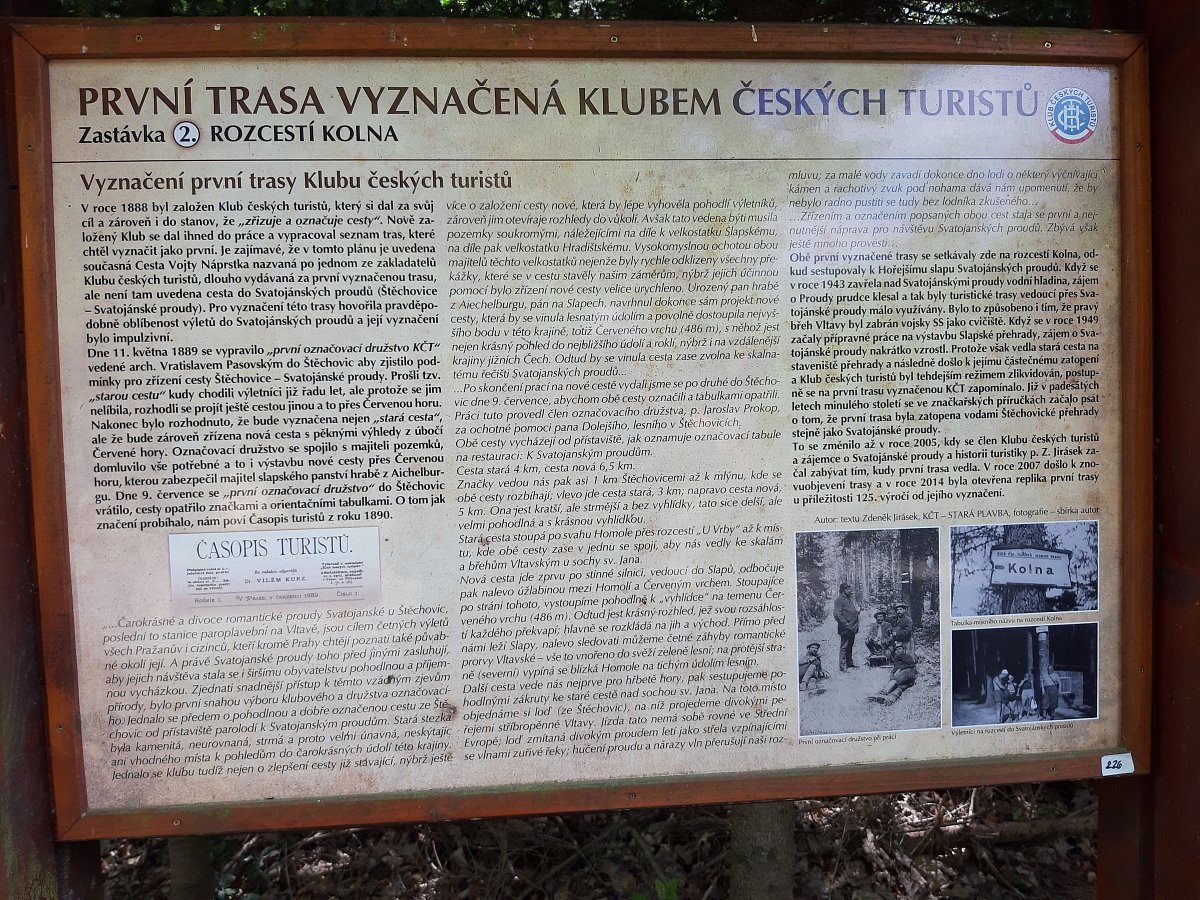 PRVNÍ TRASA VYZNAČENÁ KLUBEM ČESKÝCH TURISTŮ
KLUB ČESKÝCH TURISTŮ
Zastávka 2. ROZCESTÍ KOLNA
Vyznačení první trasy Klubu českých turistů
V roce 1888 byl založen Klub českých turistů, který si dal za svůj
cíl a zároveň i do stanov, že „zřizuje a označuje cesty“. Nově za-
ložený Klub se dal ihned do práce a vypracoval seznam tras, které
chtěl vyznačit jako první. Je zajímavé, že v tomto plánu je uvedena
současná Cesta Vojty Náprstka nazvaná po jednom ze zakladatelů
Klubu českých turistů, dlouho vydávaná za první vyznačenou trasu,
ale není tam uvedena cesta do Svatojánských proudů (Štěchovice
– Svatojánské proudy). Pro vyznačení této trasy hovořila pravděpo-
dobně oblíbenost výletů do Svatojánských proudů a její vyznačení
bylo impulzivní.
Dne 11. května 1889 se vypravilo „první označovací družstvo KČT“
vedené arch. Vratislavem Pasovským do Štěchovic aby zjistilo pod-
mínky pro zřízení cesty Štěchovice – Svatojánské proudy. Prošli tzv.
„starou cestu“ kudy chodili výletníci již řadu let, ale protože se jim
nelíbila, rozhodli se projít ještě cestou jinou a to přes Červenou horu.
Nakonec bylo rozhodnuto, že bude vyznačena nejen „stará cesta“,
ale že bude zároveň zřízena nová cesta s pěknými výhledy z úbočí
Červené hory. Označovací družstvo se spojilo s majiteli pozemků,
domluvilo vše potřebné a to i výstavbu nové cesty přes Červenou
horu, kterou zabezpečil majitel slapského panství hrabě z Aichelbur-
gu. Dne 9. července se „první označovací družstvo“ do Štěchovic
vrátilo, cesty opatřilo značkami a orientačními tabulkami. O tom jak
značení probíhalo, nám poví Časopis turistů z roku 1890.
ČASOPIS TURISTŮ.
Za redakci odpovídá
Dr. VILÉM KURZ.
ROČNÍK I. V PRAZE, V ČERVENCI 1889. ČÍSLO 7.
„...Čarokrásné a divoce romantické proudy Svatojanské u Štěchovic,
poslední to stanice paroplavební na Vltavě, jsou cílem četných výletů
všech Pražanův i cizinců, kteří kromě Prahy chtějí poznati také půvab-
né okolí její. A právě Svatojanské proudy toho před jinými zasluhují,
aby jejich návštěva stala se i širšímu obyvatelstvu pohodlnou a příjem-
nou vycházkou. Zjednati snadnější přístup k těmto vzácným zjevům
přírody, bylo první snahou výboru klubového a družstva označovací-
ho. Jednalo se předem o pohodlnou a dobře označenou cestu ze Ště-
chovic od přístaviště parolodí k Svatojanským proudům. Stará stezka
byla kamenitá, neurovnaná, strmá a proto velmi únavná, neskýtajíc
ani vhodného místa k pohledům do čarokrásných údolí této krajiny.
Jednalo se klubu tudíž nejen o zlepšení cesty již stávající, nýbrž ještě
více o založení cesty nové, která by lépe vyhověla pohodlí výletníků,
zároveň jim otevíraje rozhledy do vůkolí. Avšak tato vedena býti musila
pozemky soukromými, náležejícími na díle k velkostatku Slapskému,
na díle pak velkostatku Hradištskému. Vysokomyslnou ochotou obou
majitelů těchto velkostatků nejenže byly rychle odklizeny všechny pře-
kážky, které se v cestu stavěly našim záměrům, nýbrž jejich účinnou
pomocí bylo zřízení nové cesty velice urychleno. Urozený pan hrabě
z Aiechelburgu, pán na Slapech, navrhnul dokonce sám projekt nové
cesty, která by se vinula lesnatým údolím a povolně dostoupila nejvyš-
šího bodu v této krajině, totiž Červeného vrchu (486 m), s něhož jest
nejen krásný pohled do nejbližšího údolí a roklí, nýbrž i na vzdálenější
krajiny jižních Čech. Odtud by se vinula cesta zase zvolna ke skalna-
tému řečišti Svatojanských proudů...
...Po skončení prací na nové cestě vydali jsme se po druhé do Štěcho-
vic dne 9. července, abychom obě cesty označili a tabulkami opatřili.
Práci tuto provedl člen označovacího družstva, p. Jaroslav Prokop,
za ochotné pomoci pana Dolejšího, lesního v Štěchovicích.
Obě cesty vycházejí od přístaviště, jak oznamuje označovací tabule
na restauraci: K Svatojanským proudům.
Cesta stará 4 km, cesta nová 6,5 km.
Značky vedou nás pak asi 1 km Štěchovicemi až k mlýnu, kde se
obě cesty rozbíhají; vlevo jde cesta stará, 3 km; napravo cesta nová,
5 km. Ona jest kratší, ale strmější a bez vyhlídky, tato sice delší, ale
velmi pohodlná a s krásnou vyhlídkou.
Stará cesta stoupá po svahu Homole přes rozcestí „U Vrby“ až k mís-
tu, kde obě cesty zase v jednu se spojí, aby nás vedly ke skalám
a břehům Vltavským u sochy sv. Jana.
Nová cesta jde zprvu po stinné silnici, vedoucí do Slapů, odbočuje
pak nalevo úžlabinou mezi Homolí a Červeným vrchem. Stoupajíce
po stráni tohoto, vystoupíme pohodlně k „vyhlídce“ na temenu Čer-
veného vrchu (486 m). Odtud jest krásný rozhled, jež svou rozsáhlos-
tí každého překvapí; hlavně se rozkládá na jih a východ. Přímo před
námi leží Slapy, nalevo sledovati můžeme četné záhyby romantické
prorvy Vltavské – vše to vnořeno do svěží zeleně lesní; na protější stra-
ně (severní) vypíná se blízká Homole na tichým údolím lesním.
Další cesta vede nás nejprve po hřbetě hory, pak sestupujeme po-
hodlnými zákruty ke staré cestě nad sochou sv. Jana. Na toto místo
objednáme si loď (ze Štěchovic), na níž projedeme divokými pe-
řejemi stříbropěnné Vltavy. Jízda tato nemá sobě rovné ve Střední
Evropě; loď zmítaná divokým proudem letí jako střela vzpínajícími
se vlnami zuřivé řeky; hučení proudu a nárazy vln přerušují naši roz-
mluvu; za malé vody zavadí dokonce dno lodi o některý vyčnívající
kámen a rachotivý zvuk pod nohama dává nám upomenutí, že by
nebylo radno pustiti se tudy bez lodníka zkušeného...
...Zřízením a označením popsaných obou cest stala se první a nej-
nutnější náprava pro návštěvu Svatojanských proudů. Zbývá však
ještě mnoho provésti...
Obě první vyznačené trasy se setkávaly zde na rozcestí Kolna, od-
kud sestupovaly k Hořejšímu slapu Svatojánských proudů. Když se
v roce 1943 zavřela nad Svatojánskými proudy vodní hladina, zájem
o Proudy prudce klesal a tak byly turistické trasy vedoucí přes Sva-
tojánské proudy málo využívány. Bylo to způsobeno i tím, že pravý
břeh Vltavy byl zabrán vojsky SS jako cvičiště. Když se v roce 1949
začaly přípravné práce na výstavbu Slapské přehrady, zájem o Sva-
tojánské proudy nakrátko vzrostl. Protože však vedla stará cesta na
staveniště přehrady a následně došlo k jejímu částečnému zatopení
a Klub českých turistů byl tehdejším režimem zlikvidován, postup-
ně se na první trasu vyznačenou KČT zapomínalo. Již v padesátých
letech minulého století se ve značkařských příručkách začalo psát
o tom, že první trasa byla zatopena vodami Štěchovické přehrady
stejně jako Svatojánské proudy.
To se změnilo až v roce 2005, kdy se člen Klubu českých turistů
a zájemce o Svatojánské proudy a historii turistiky p. Z. Jirásek za-
čal zabývat tím, kudy první trasa vedla. V roce 2007 došlo k zno-
vuobjevení trasy a v roce 2014 byla otevřena replika první trasy
u příležitosti 125. výročí od jejího vyznačení.
Autor: textu Zdeněk Jirásek, KČT – STARÁ PLAVBA, fotografie – sbírka autor
Kolna
Tabulka místního názvu na rozcestí Kolna
První označovací družstvo při práci
Výletníci na rozcestí do Svatojánských proudů
226